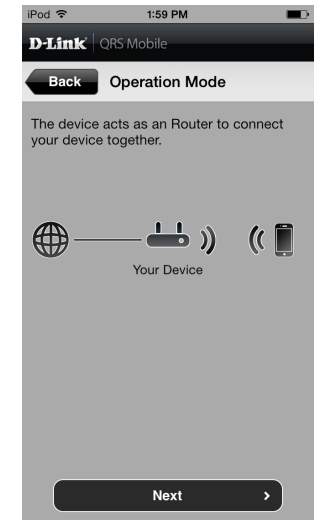 iPod 1:59 PM
D-Link QRS Mobile
Back Operation Mode
The device acts as an Router to connect
your device together.
Your Device
Next